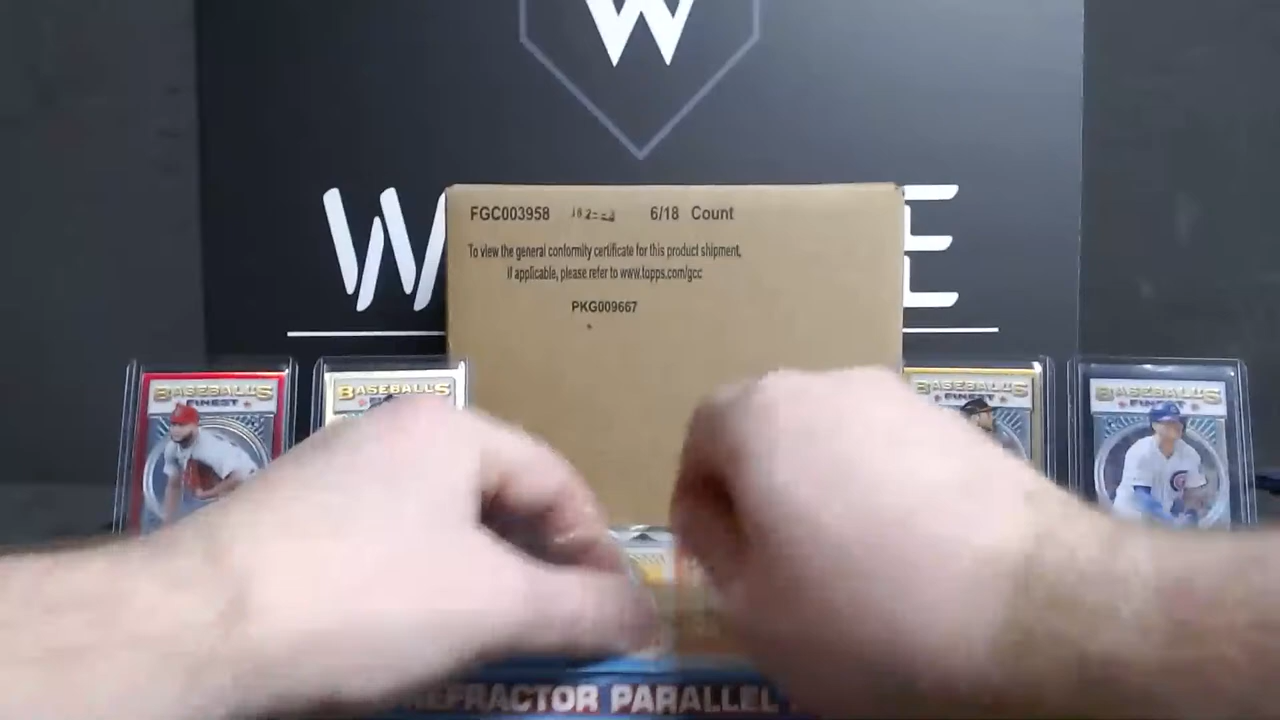 W
W E
FGC003958 6/18 Count
To view the general conformity certificate for this product shipment,
if applicable, please refer to www.topps.com/gcc
PKG009667
BASEBALL'S
FINEST
BASEBALL'S
BASEBALL'S
FINEST
BASEBALL'S
FINEST
REFRACTOR PARALLEL